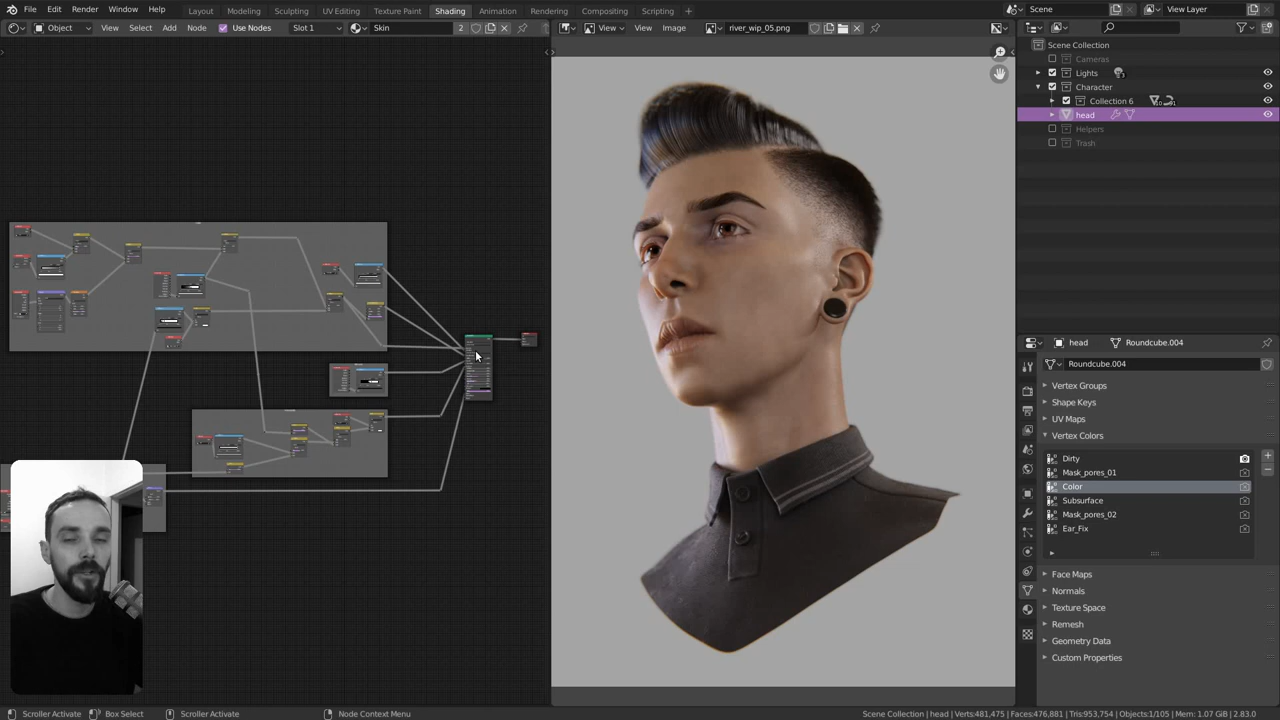 File Edit Render Window Help Layout Modeling Sculpting UV Editing Texture Paint Shading Animation Rendering Compositing Scripting + Scene View Layer
Object View Select Add Node Use Nodes Slot 1 Skin 2 View View Image river_wip_05.png
Scene Collection
Cameras
Lights 3
Character
Collection 6
head
Helpers
Trash
head Roundcube.004
Roundcube.004
Vertex Groups
Shape Keys
UV Maps
Vertex Colors
Dirty
Mask_pores_01
Color
Subsurface
Mask_pores_02
Ear_Fix
Face Maps
Normals
Texture Space
Remesh
Geometry Data
Custom Properties
Scroller Activate Box Select Scroller Activate Node Context Menu Scene Collection | head | Verts:481,475 | Faces:476,881 | Tris:953,754 | Objects:1/105 | Mem: 1.07 GiB | 2.83.0